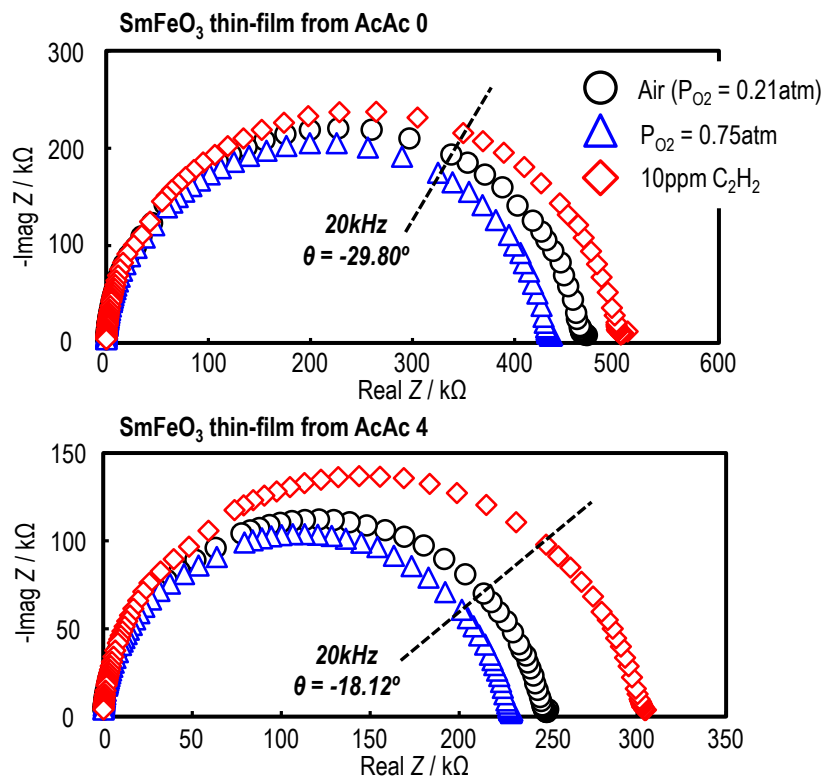 SmFeO₃ thin-film from AcAc 0
300
200
100
0
0
100
200
300
400
500
600
-Imag Z / kΩ
Real Z / kΩ
Air (P_O2 = 0.21atm)
P_O2 = 0.75atm
10ppm C₂H₂
20kHz
θ = -29.80º
SmFeO₃ thin-film from AcAc 4
150
100
50
0
0
50
100
150
200
250
300
350
-Imag Z / kΩ
Real Z / kΩ
20kHz
θ = -18.12º